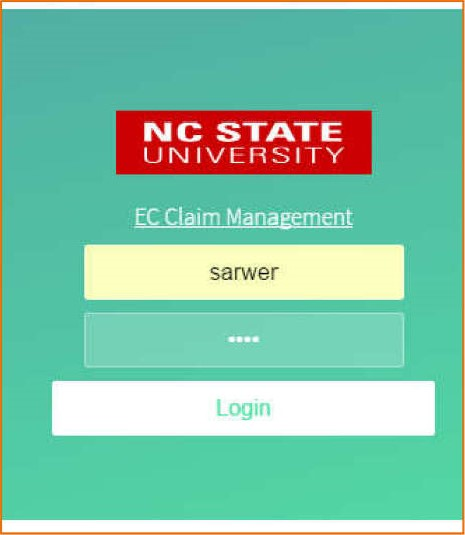 NC STATE
UNIVERSITY
EC Claim Management
sarwer
••••
Login